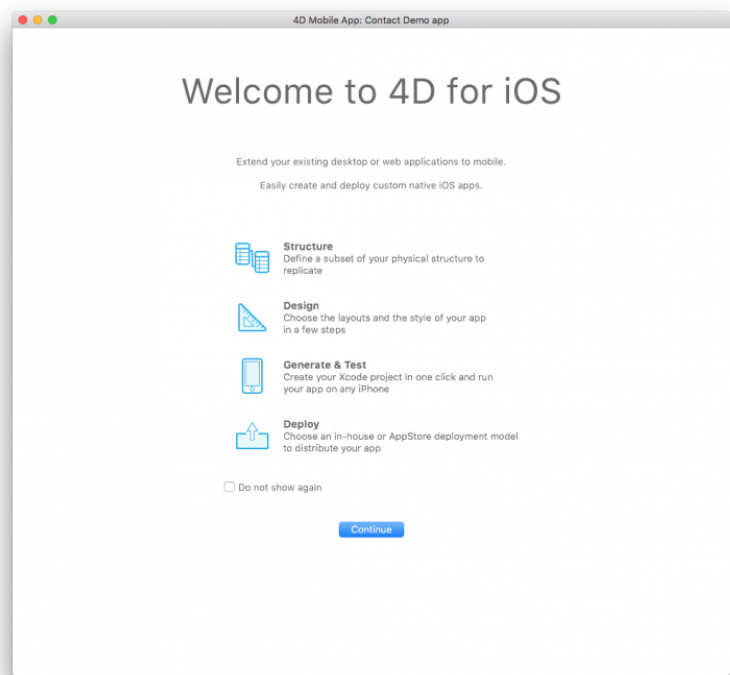 4D Mobile App: Contact Demo app
Welcome to 4D for iOS
Extend your existing desktop or web applications to mobile.
Easily create and deploy custom native iOS apps.
Structure
Define a subset of your physical structure to
replicate
Design
Choose the layouts and the style of your app
in a few steps
Generate & Test
Create your Xcode project in one click and run
your app on any iPhone
Deploy
Choose an in-house or AppStore deployment model
to distribute your app
Do not show again
Continue